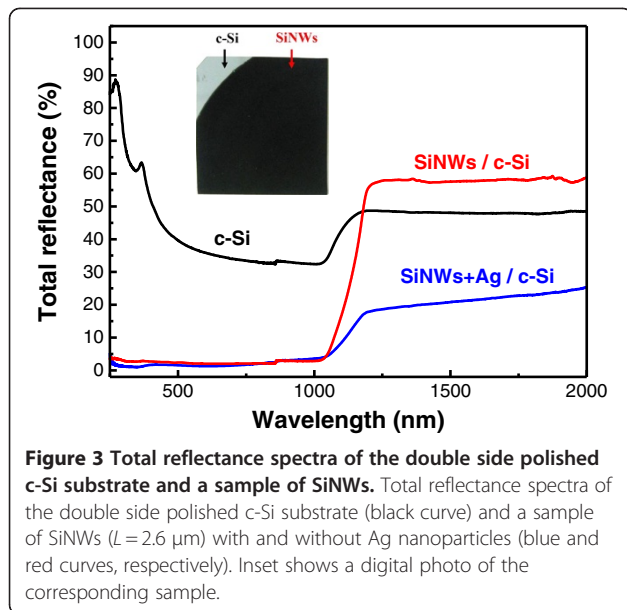 c-Si SiNWs
100
90
80
70
60
50
40
30
20
10
0
Total reflectance (%)
SiNWs / c-Si
c-Si
SiNWs+Ag / c-Si
500 1000 1500 2000
Wavelength (nm)
Figure 3 Total reflectance spectra of the double side polished
c-Si substrate and a sample of SiNWs. Total reflectance spectra of
the double side polished c-Si substrate (black curve) and a sample
of SiNWs (L = 2.6 μm) with and without Ag nanoparticles (blue and
red curves, respectively). Inset shows a digital photo of the
corresponding sample.